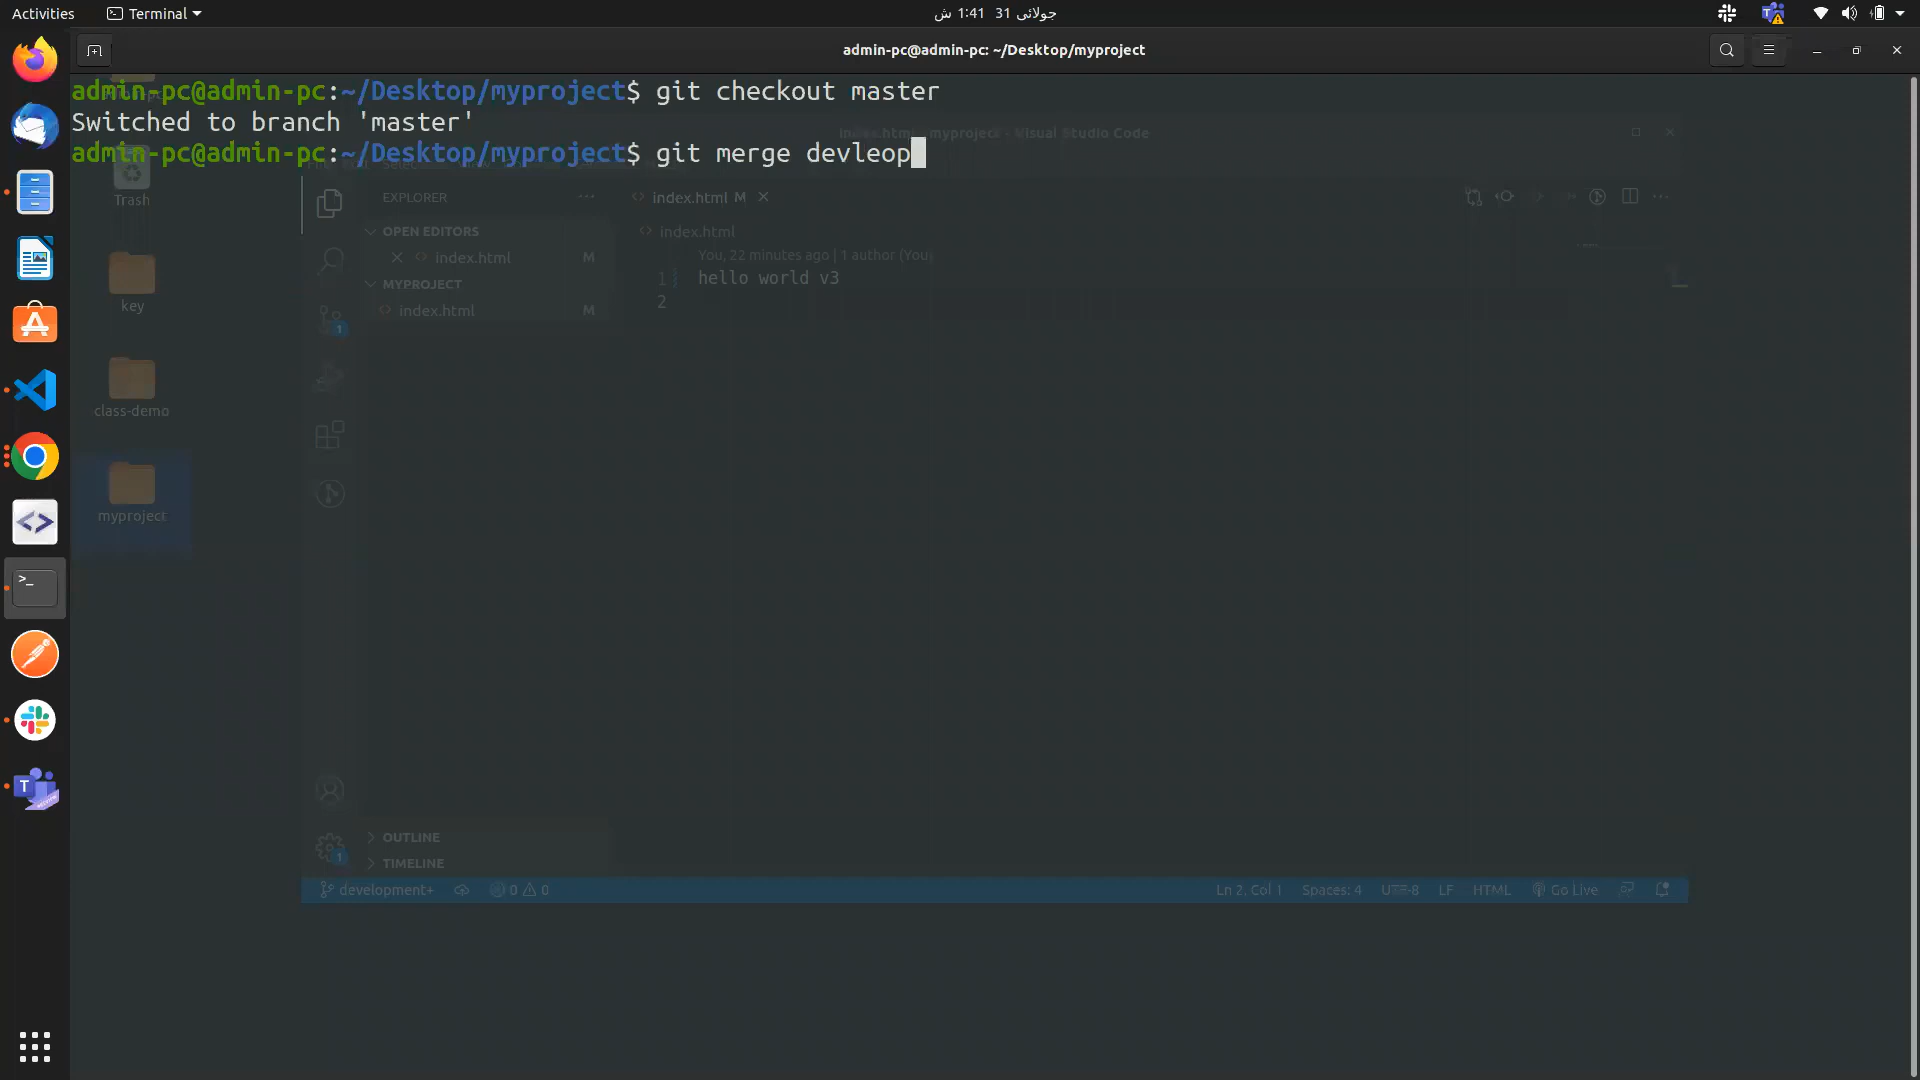 Activities
Terminal
جولائی 31 1:41 ش
admin-pc@admin-pc: ~/Desktop/myproject
admin-pc@admin-pc:~/Desktop/myproject$ git checkout master
Switched to branch 'master'
index.html - myproject - Visual Studio Code
admin-pc@admin-pc:~/Desktop/myproject$ git merge devleop
Trash
EXPLORER
index.html M
OPEN EDITORS
index.html
index.html M
You, 22 minutes ago | 1 author (You)
MYPROJECT
1 hello world v3
index.html M
2
key
class-demo
myproject
OUTLINE
TIMELINE
development+
0 0
Ln 2, Col 1
Spaces: 4
UTF-8
LF
HTML
Go Live